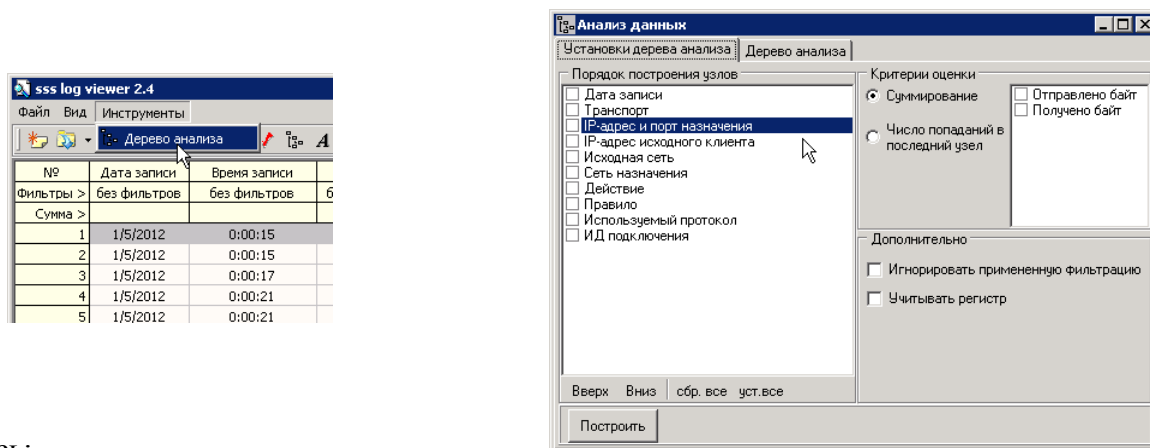 sss log viewer 2.4
Файл Вид Инструменты
Дерево анализа
A
№ Дата записи Время записи
Фильтры > без фильтров без фильтров б
Сумма >
1 1/5/2012 0:00:15
2 1/5/2012 0:00:15
3 1/5/2012 0:00:17
4 1/5/2012 0:00:21
5 1/5/2012 0:00:21
Анализ данных
Установки дерева анализа Дерево анализа
Порядок построения узлов
Дата записи
Транспорт
IP-адрес и порт назначения
IP-адрес исходного клиента
Исходная сеть
Сеть назначения
Действие
Правило
Используемый протокол
ИД подключения
Вверх Вниз сбр. все уст.все
Критерии оценки
Суммирование
Число попаданий в
последний узел
Отправлено байт
Получено байт
Дополнительно
Игнорировать примененную фильтрацию
Учитывать регистр
Построить